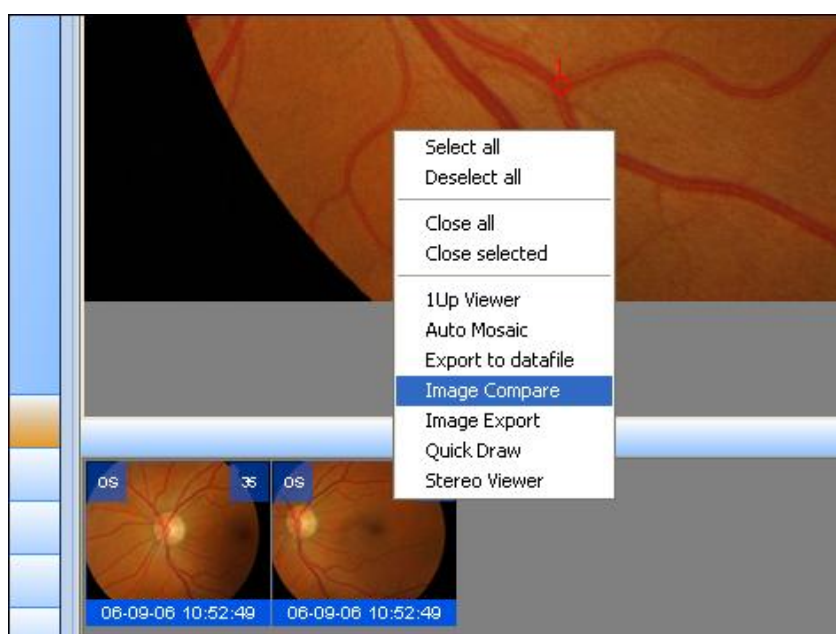 Select all
Deselect all
Close all
Close selected
1Up Viewer
Auto Mosaic
Export to datafile
Image Compare
Image Export
Quick Draw
Stereo Viewer
OS 35 OS
06-09-06 10:52:49 06-09-06 10:52:49